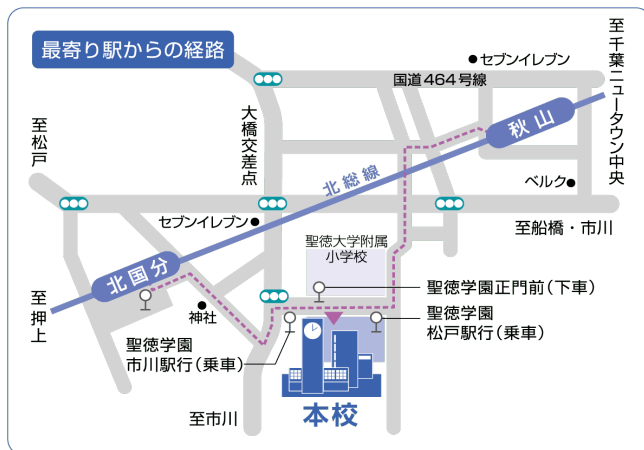 最寄り駅からの経路
セブンイレブン
国道464号線
至千葉ニュータウン中央
秋山
大橋交差点
至松戸
北総線
ベルク
セブンイレブン
至船橋・市川
聖徳大学附属
小学校
北国分
聖徳学園正門前(下車)
至押上
神社
聖徳学園
松戸駅行(乗車)
聖徳学園
市川駅行(乗車)
本校
至市川